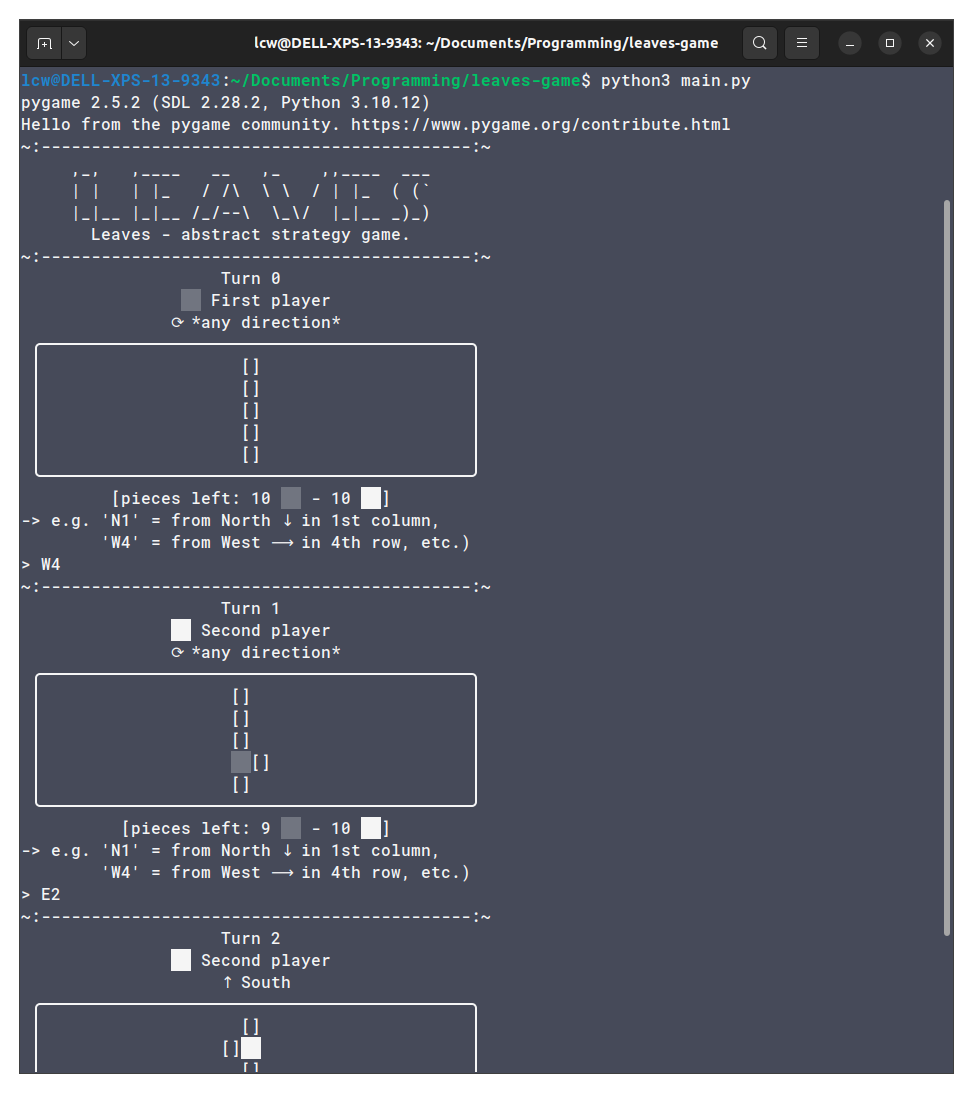 lcw@DELL-XPS-13-9343: ~/Documents/Programming/leaves-game
lcw@DELL-XPS-13-9343:~/Documents/Programming/leaves-game$ python3 main.py
pygame 2.5.2 (SDL 2.28.2, Python 3.10.12)
Hello from the pygame community. https://www.pygame.org/contribute.html
~:-------------------------------------------:~
     ,_,   ,____   __   ,_    ,,____  ___
     | |   | |_   / /\  \ \  / | |_  ( (`
     |_|__ |_|__ /_/--\  \_\/  |_|__ _)_)
Leaves - abstract strategy game.
~:-------------------------------------------:~
Turn 0
First player
⟳ *any direction*
[]
[]
[]
[]
[]
[pieces left: 10 - 10 ]
-> e.g. 'N1' = from North ↓ in 1st column,
'W4' = from West ⟶ in 4th row, etc.)
> W4
~:-------------------------------------------:~
Turn 1
Second player
⟳ *any direction*
[]
[]
[]
[]
[]
[pieces left: 9 - 10 ]
-> e.g. 'N1' = from North ↓ in 1st column,
'W4' = from West ⟶ in 4th row, etc.)
> E2
~:-------------------------------------------:~
Turn 2
Second player
↑ South
[]
[]
[]